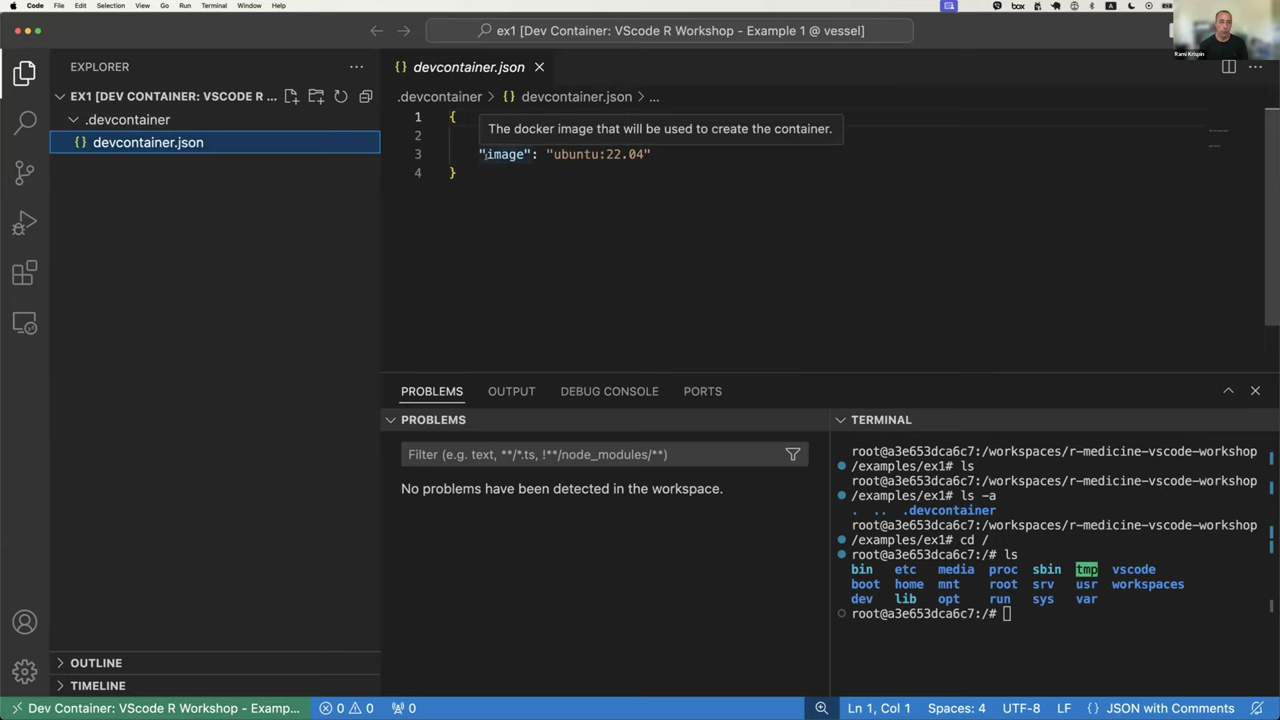 Code File Edit Selection View Go Run Terminal Window Help
box
A
ex1 [Dev Container: VScode R Workshop - Example 1 @ vessel]
Rami Krispin
EXPLORER
EX1 [DEV CONTAINER: VSCODE R ...
.devcontainer
{} devcontainer.json
{} devcontainer.json
.devcontainer > {} devcontainer.json > ...
1 {
The docker image that will be used to create the container.
2
3 "image": "ubuntu:22.04"
4 }
PROBLEMS OUTPUT DEBUG CONSOLE PORTS
PROBLEMS
Filter (e.g. text, **/*.ts, !**/node_modules/**)
No problems have been detected in the workspace.
TERMINAL
root@a3e653dca6c7:/workspaces/r-medicine-vscode-workshop
/examples/ex1# ls
root@a3e653dca6c7:/workspaces/r-medicine-vscode-workshop
/examples/ex1# ls -a
. .. .devcontainer
root@a3e653dca6c7:/workspaces/r-medicine-vscode-workshop
/examples/ex1# cd /
root@a3e653dca6c7:/# ls
bin etc media proc sbin tmp vscode
boot home mnt root srv usr workspaces
dev lib opt run sys var
root@a3e653dca6c7:/#
OUTLINE
TIMELINE
Dev Container: VScode R Workshop - Examp... 0 0 0 Ln 1, Col 1 Spaces: 4 UTF-8 LF {} JSON with Comments